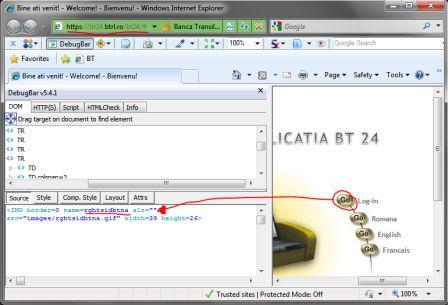 Bine ati venit! - Welcome! - Bienvenu! - Windows Internet Explorer
https://bt24.btrl.ro/bt24/#
Banca Transil...
Google
DebugBar
100%
Google Search
Favorites
BT
Bine ati venit! - Welcome! - Bienvenu!
Page
Safety
Tools
DebugBar v5.4.1
DOM
HTTP(S)
Script
HTMLCheck
Info
Drag target on document to find element
TR
TR
TR
TD
TD colspan=3
Source
Style
Comp. Style
Layout
Attrs
<IMG border=0 name=rghtsidbtna alt=""
src="images/rghtsidbtna.gif" width=39 height=26>
LICATIA BT 24
Go Log-in
Go Romana
Go English
Go Francais
Trusted sites | Protected Mode: Off
100%